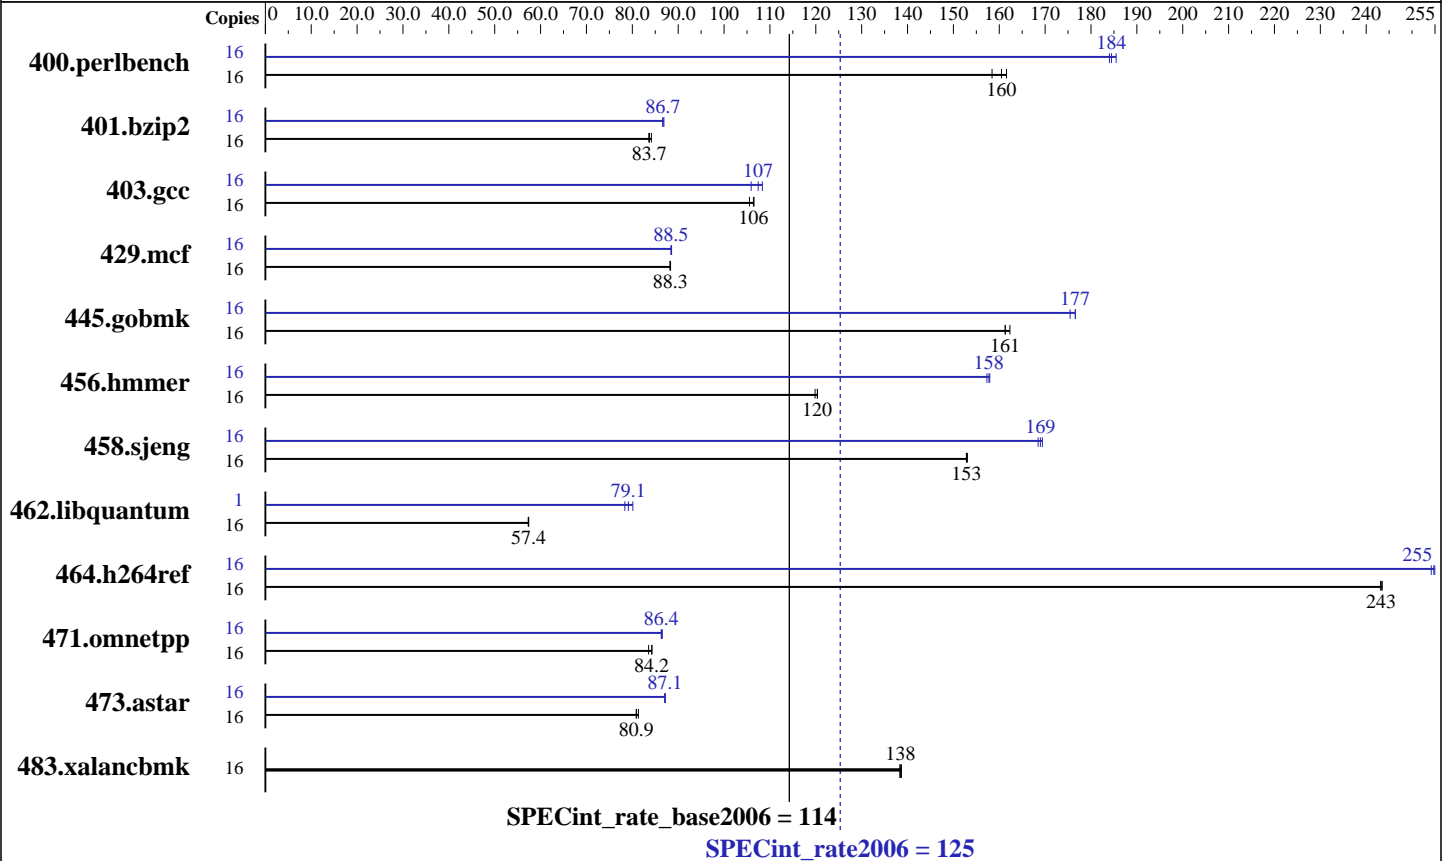 Copies 0 10.0 20.0 30.0 40.0 50.0 60.0 70.0 80.0 90.0 100 110 120 130 140 150 160 170 180 190 200 210 220 230 240 255
400.perlbench 16 184
16 160
401.bzip2 16 86.7
16 83.7
403.gcc 16 107
16 106
429.mcf 16 88.5
16 88.3
445.gobmk 16 177
16 161
456.hmmer 16 158
16 120
458.sjeng 16 169
16 153
462.libquantum 1 79.1
16 57.4
464.h264ref 16 255
16 243
471.omnetpp 16 86.4
16 84.2
473.astar 16 87.1
16 80.9
483.xalancbmk 16 138
SPECint_rate_base2006 = 114
SPECint_rate2006 = 125